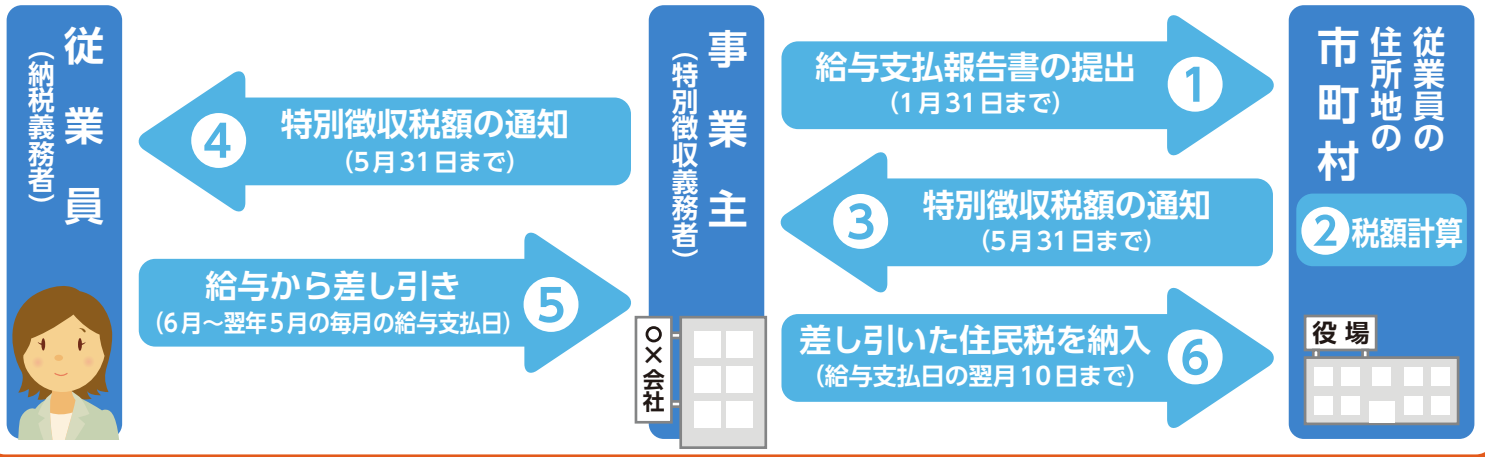 従業員
（納税義務者）
④
特別徴収税額の通知
（5月31日まで）
給与から差し引き
（6月〜翌年5月の毎月の給与支払日）
⑤
事業主
（特別徴収義務者）
○×会社
給与支払報告書の提出
（1月31日まで）
①
③
特別徴収税額の通知
（5月31日まで）
差し引いた住民税を納入
（給与支払日の翌月10日まで）
⑥
従業員の
住所地の
市町村
②税額計算
役場